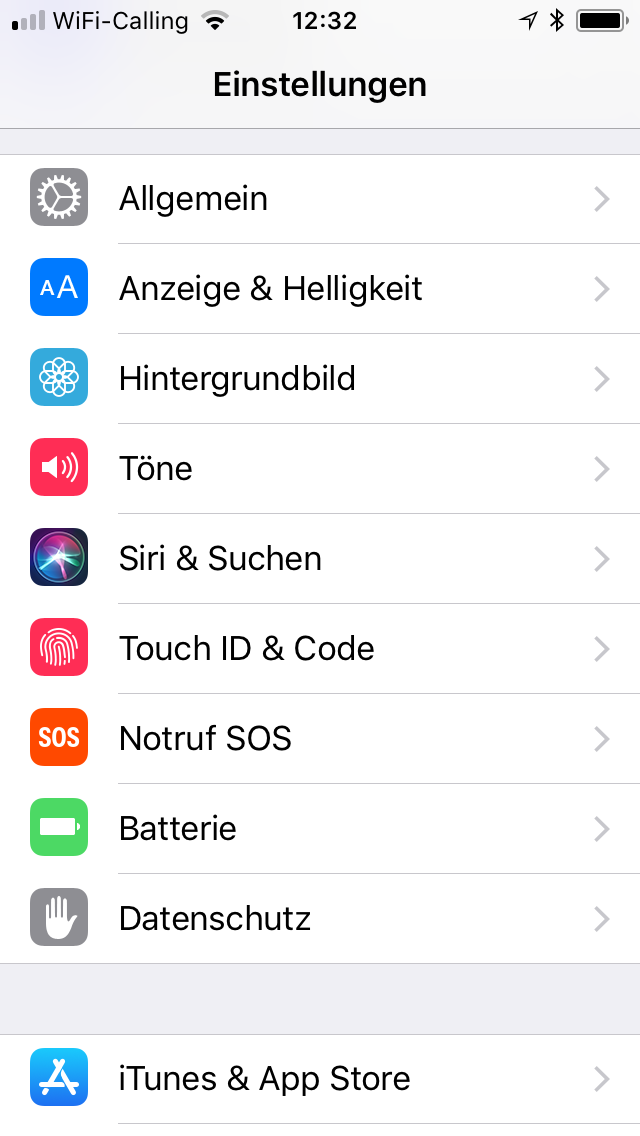 WiFi-Calling 12:32
Einstellungen
Allgemein
AA Anzeige & Helligkeit
Hintergrundbild
Töne
Siri & Suchen
Touch ID & Code
SOS Notruf SOS
Batterie
Datenschutz
iTunes & App Store